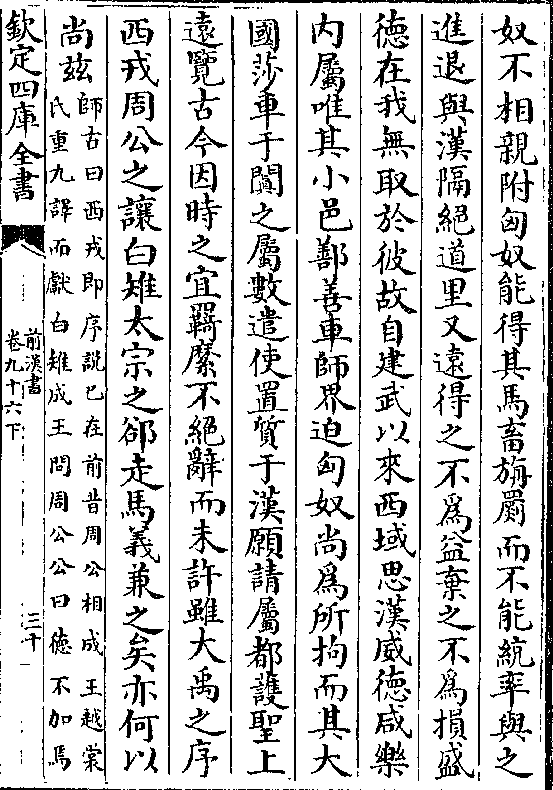 奴不相親附匈奴能得其馬畜旃罽而不能統率與之
進退與漢隔絕道里又遠得之不為益棄之不為損盛
德在我無取於彼故自建武以來西域思漢威德咸樂
内屬唯其小邑鄯善車師界迫匈奴尚為所拘而其大
國莎車于闐之屬數遣使置質于漢願請屬都護聖上
遠覽古今因時之宜羈縻不絕辭而未許雖大禹之序
西戎周公之讓白雉太宗之郤走馬義兼之矣亦何以
尚兹
師古曰西戎即序説已在前昔周公相成王越裳
氏重九譯而獻白雉成王問周公公曰德不加焉
欽定四庫全書
前漢書
卷九十六下
三十